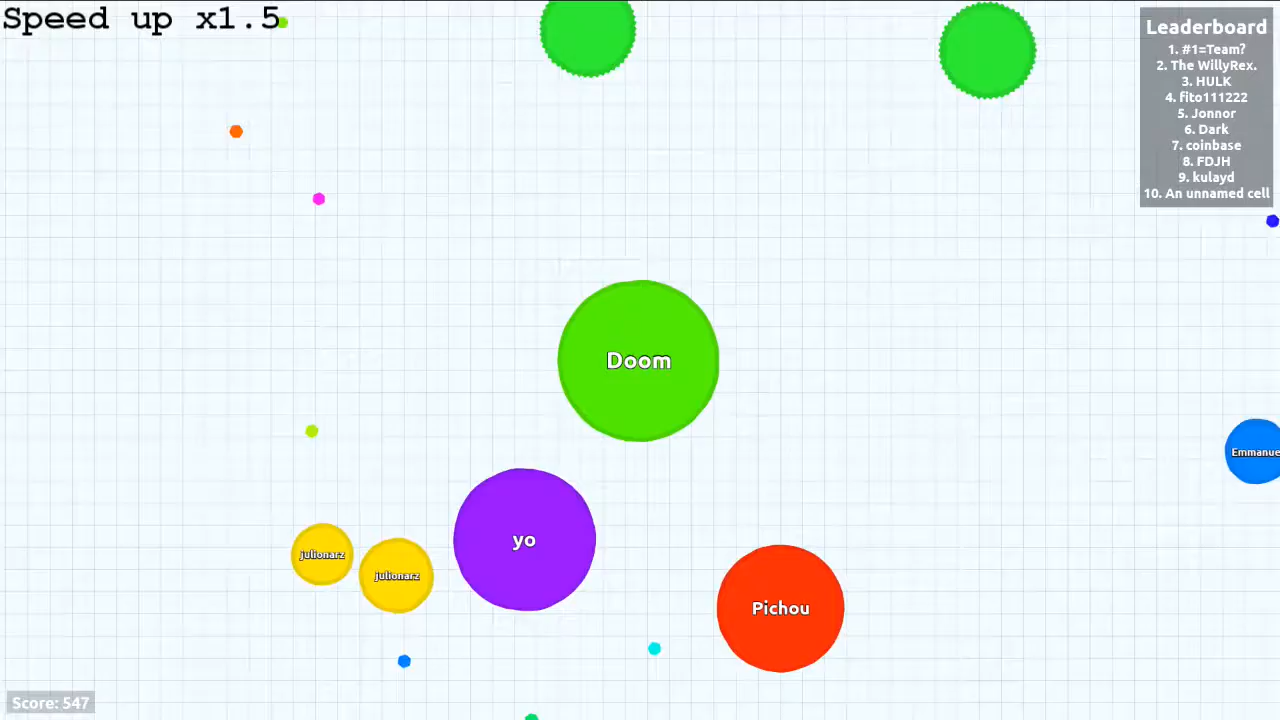 Speed up x1.5
Leaderboard
1. #1=Team?
2. The WillyRex.
3. HULK
4. fito111222
5. Jonnor
6. Dark
7. coinbase
8. FDJH
9. kulayd
10. An unnamed cell
Doom
Emmanue
yo
julionarz
julionarz
Pichou
Score: 547